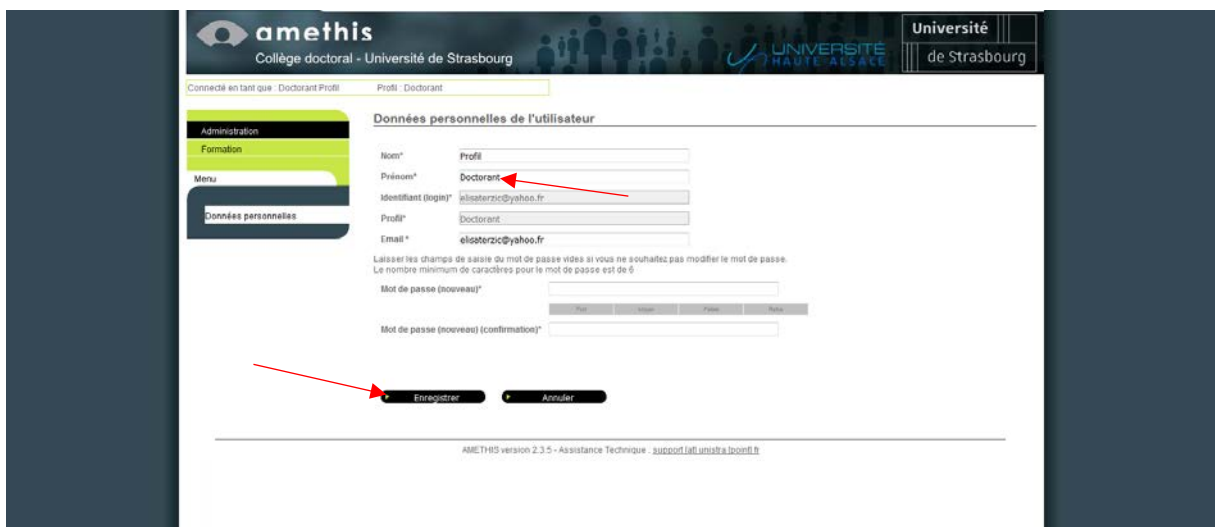 amethis
Collège doctoral - Université de Strasbourg
UNIVERSITÉ
HAUTE ALSACE
Université
de Strasbourg
Connecté en tant que : Doctorant Profil Profil : Doctorant
Administration
Formation
Menu
Données personnelles
Données personnelles de l'utilisateur
Nom* Profil
Prénom* Doctorant
Identifiant (login)* elisaterzic@yahoo.fr
Profil* Doctorant
Email * elisaterzic@yahoo.fr
Laisser les champs de saisie du mot de passe vides si vous ne souhaitez pas modifier le mot de passe.
Le nombre minimum de caractères pour le mot de passe est de 6
Mot de passe (nouveau)*
Mot de passe (nouveau) (confirmation)*
Enregistrer Annuler
AMETHIS version 2.3.5 - Assistance Technique : support [at] unistra [point] fr